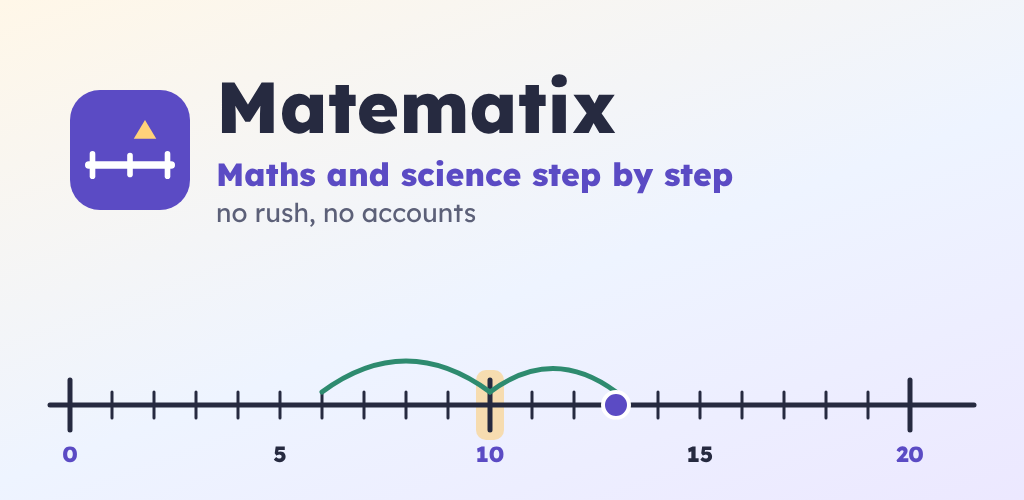 Matematix
Maths and science step by step
no rush, no accounts
0 5 10 15 20